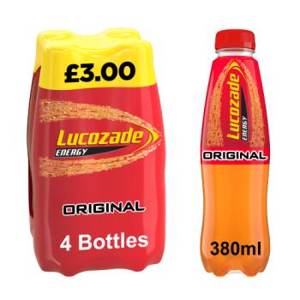 £3.00
Lucozade
ENERGY
ORIGINAL
4 Bottles
Lucozade
ENERGY
ORIGINAL
380ml